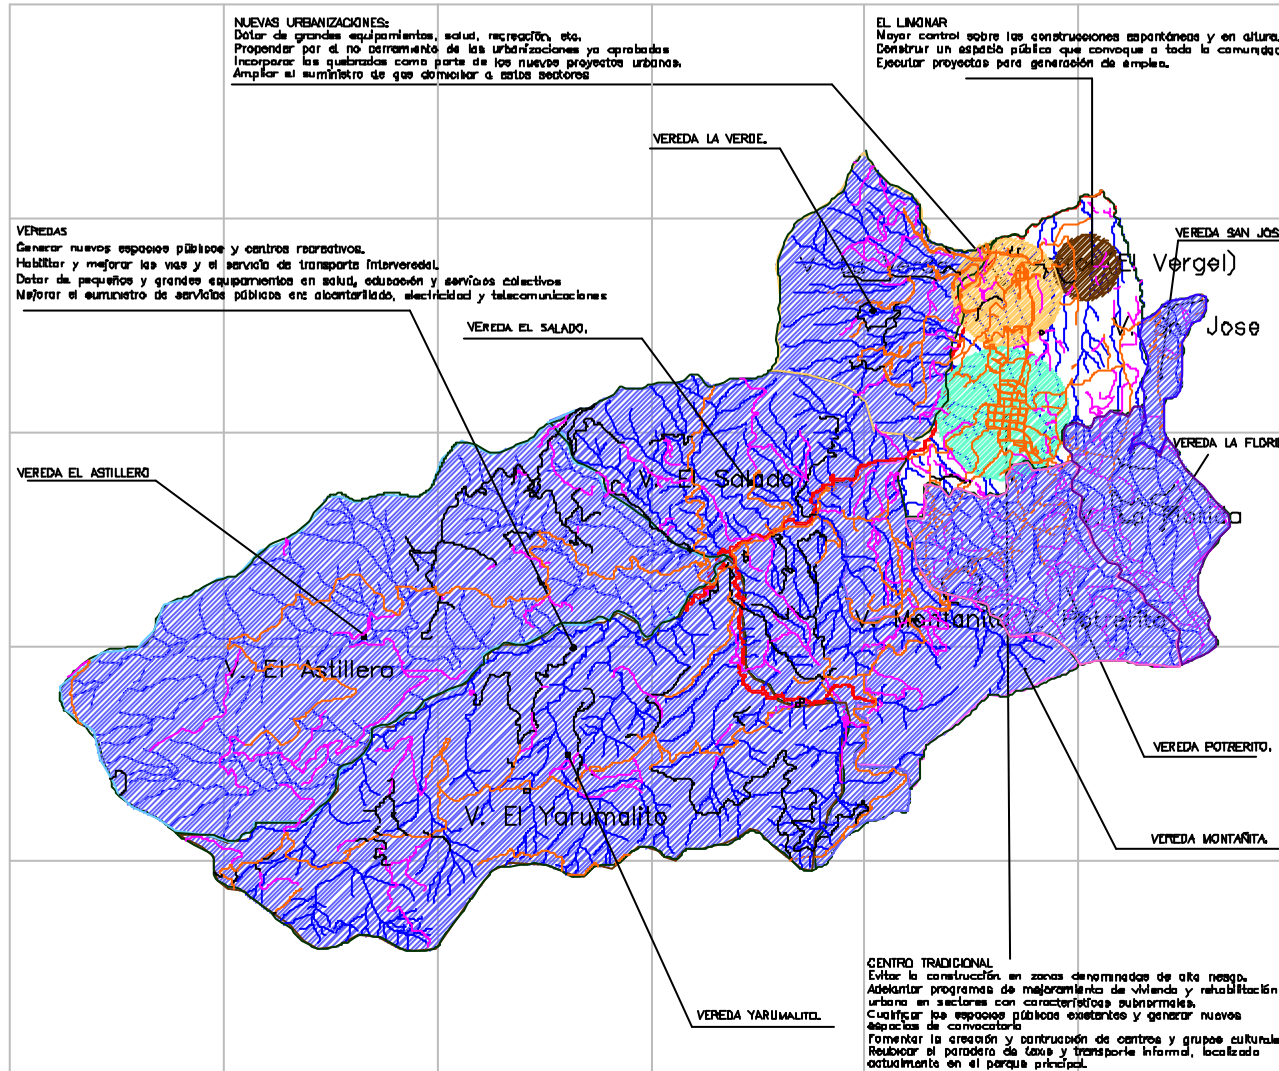 NUEVAS URBANIZACIONES:
Dotar de grandes equipamientos, salud, recreación, etc.
Propender por el no cerramiento de las urbanizaciones ya aprobadas
Incorporar las quebradas como parte de los nuevos proyectos urbanos.
Ampliar el suministro de gas domiciliar a estos sectores
EL LIMONAR
Mayor control sobre las construcciones espontáneas y en altura.
Construir un espacio público que convoque a toda la comunidad
Ejecutar proyectos para generación de empleo.
VEREDA LA VERDE.
VEREDAS
Generar nuevos espacios públicos y centros recreativos.
Habilitar y mejorar las vias y el servicio de transporte interveredal.
Dotar de pequeños y grandes equipamientos en salud, educación y servicios colectivos
Mejorar el suministro de servicios públicos en: alcantarillado, electricidad y telecomunicaciones
VEREDA SAN JOS
El Vergel)
VEREDA EL SALADO.
Jose
VEREDA LA FLORI
VEREDA EL ASTILLERO
V. El Salado
V. Montañita
V. Potrerito
V. El Astillero
VEREDA POTRERITO.
V. El Yarumalito
VEREDA MONTAÑITA.
VEREDA YARUMALITO.
CENTRO TRADICIONAL
Evitar la construcción en zonas denominadas de alto riesgo.
Adelantar programas de mejoramiento de vivienda y rehabilitación
urbana en sectores con características subnormales.
Cualificar los espacios públicos existentes y generar nuevos
espacios de convocatoria
Fomentar la creación y contrucción de centros y grupos culturale
Reubicar el paradero de taxis y transporte informal, localizado
actualmente en el parque principal.